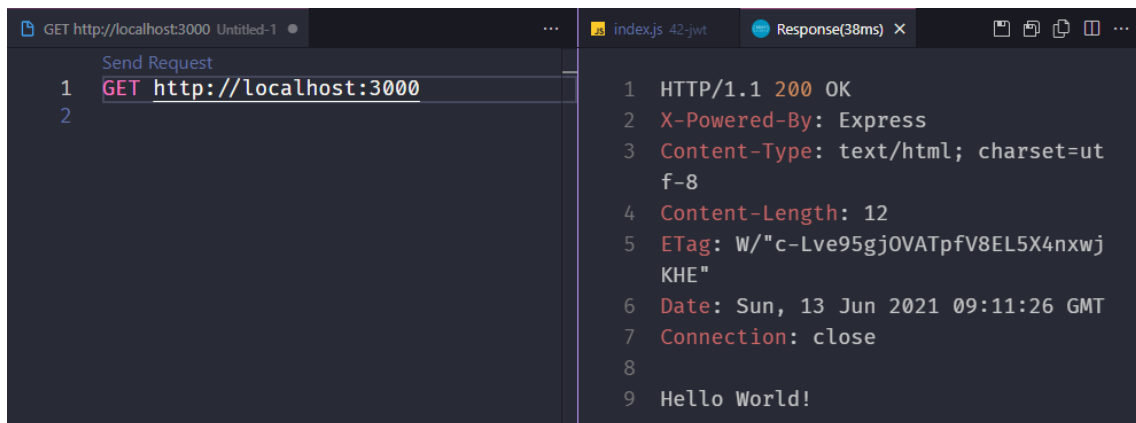 GET http://localhost:3000 Untitled-1
Send Request
1 GET http://localhost:3000
2
JS index.js 42-jwt Response(38ms)
1 HTTP/1.1 200 OK
2 X-Powered-By: Express
3 Content-Type: text/html; charset=ut
f-8
4 Content-Length: 12
5 ETag: W/"c-Lve95gjOVATpfV8EL5X4nxwj
KHE"
6 Date: Sun, 13 Jun 2021 09:11:26 GMT
7 Connection: close
8
9 Hello World!